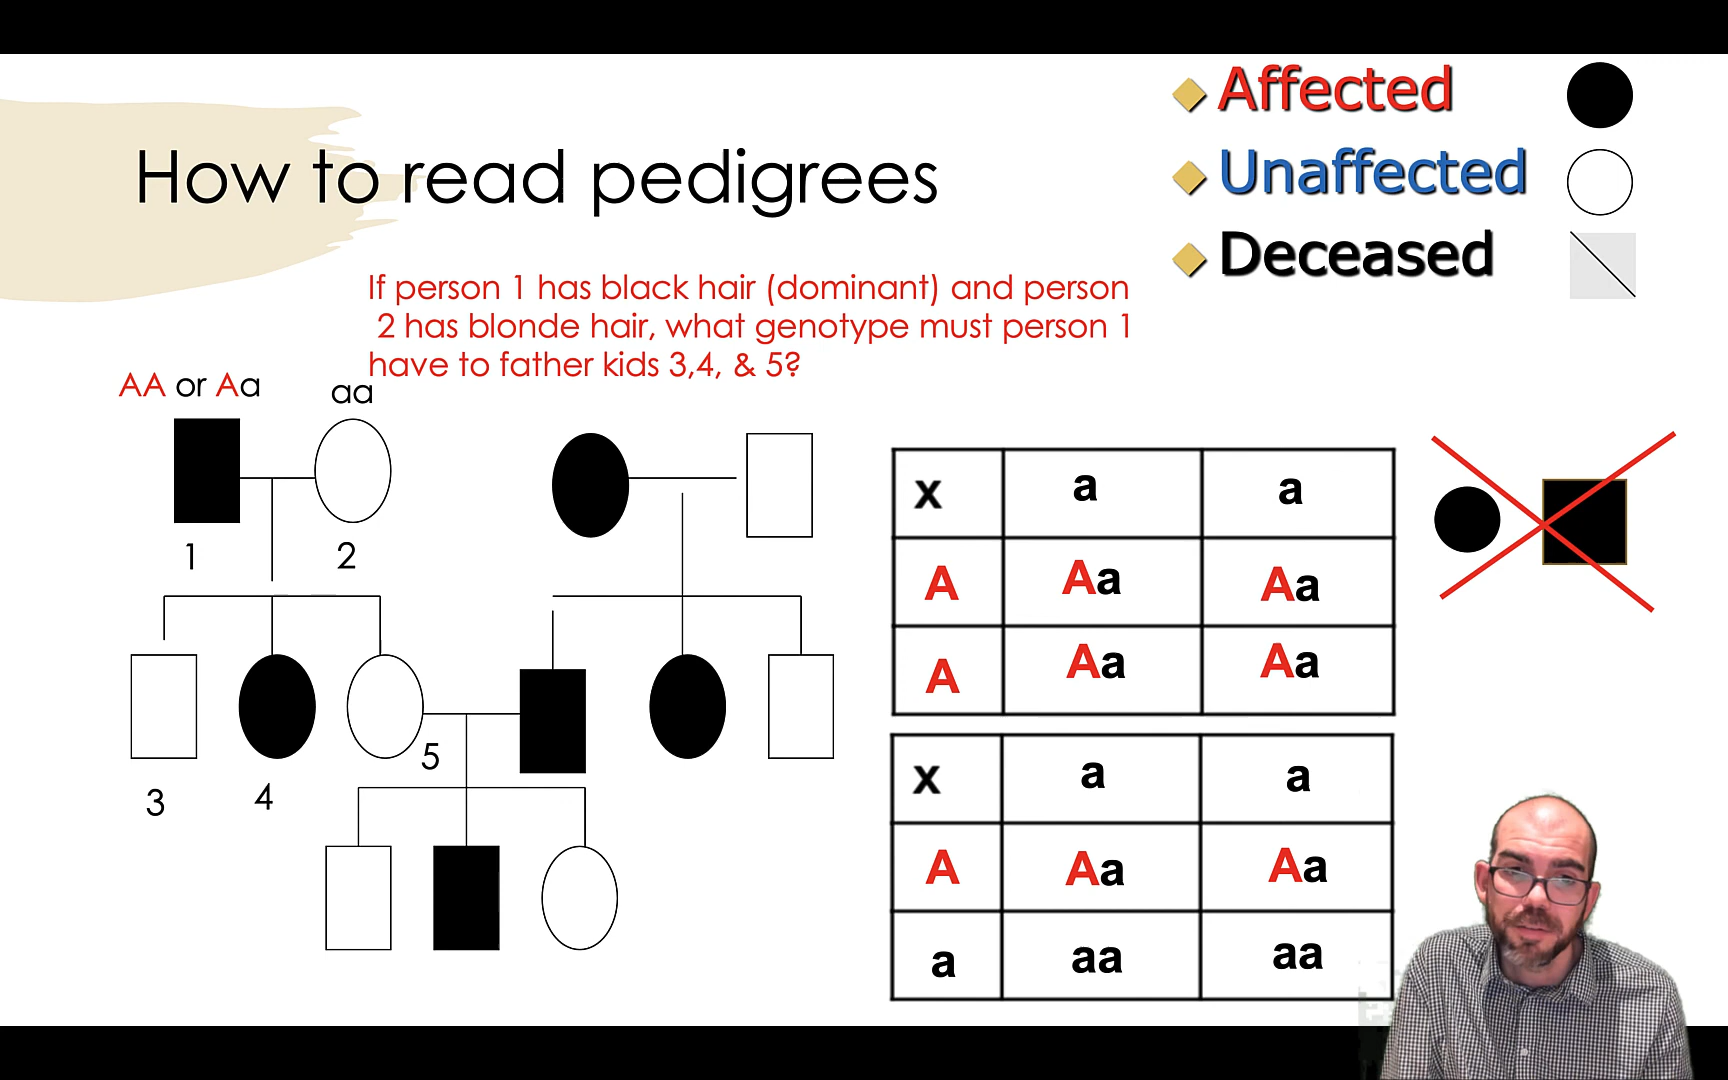 Affected
Unaffected
Deceased
How to read pedigrees
If person 1 has black hair (dominant) and person
2 has blonde hair, what genotype must person 1
have to father kids 3,4, & 5?
AA or Aa
aa
1
2
3
4
5
x a a
A Aa Aa
A Aa Aa
x a a
A Aa Aa
a aa aa